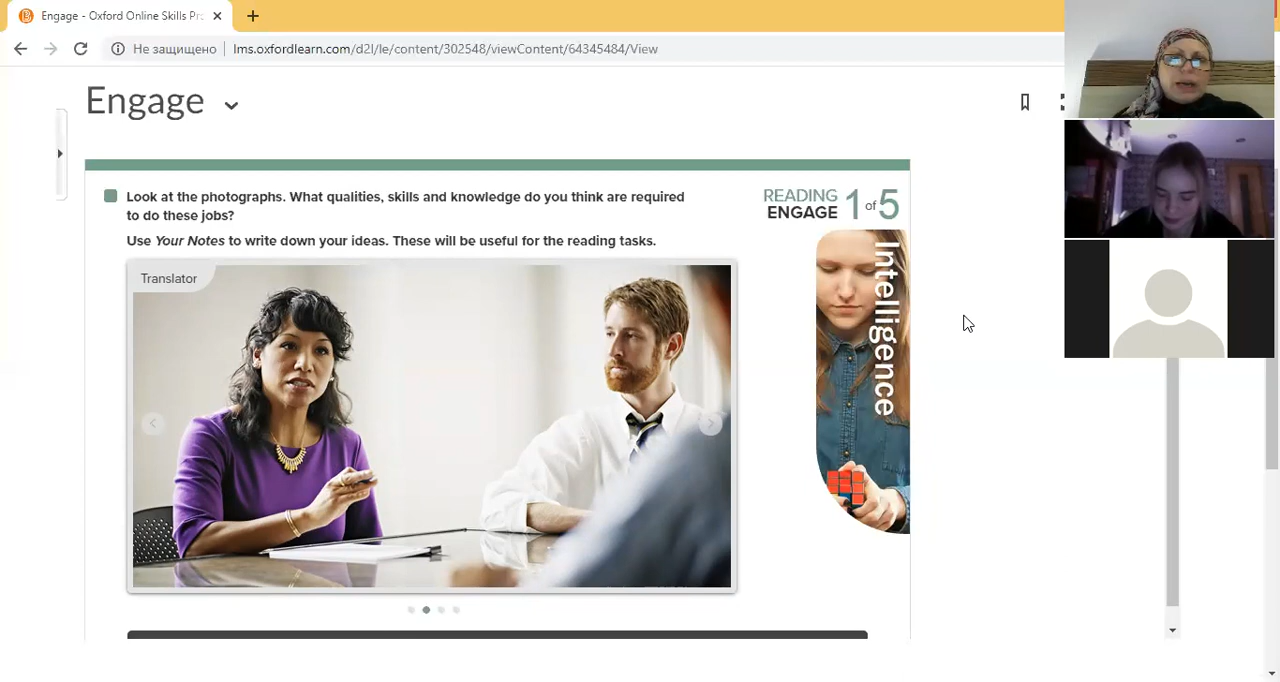 Engage - Oxford Online Skills Pr
Не защищено
lms.oxfordlearn.com/d2l/le/content/302548/viewContent/64345484/View
Engage
Look at the photographs. What qualities, skills and knowledge do you think are required
to do these jobs?
READING
ENGAGE
1 of 5
Use Your Notes to write down your ideas. These will be useful for the reading tasks.
Translator
Intelligence